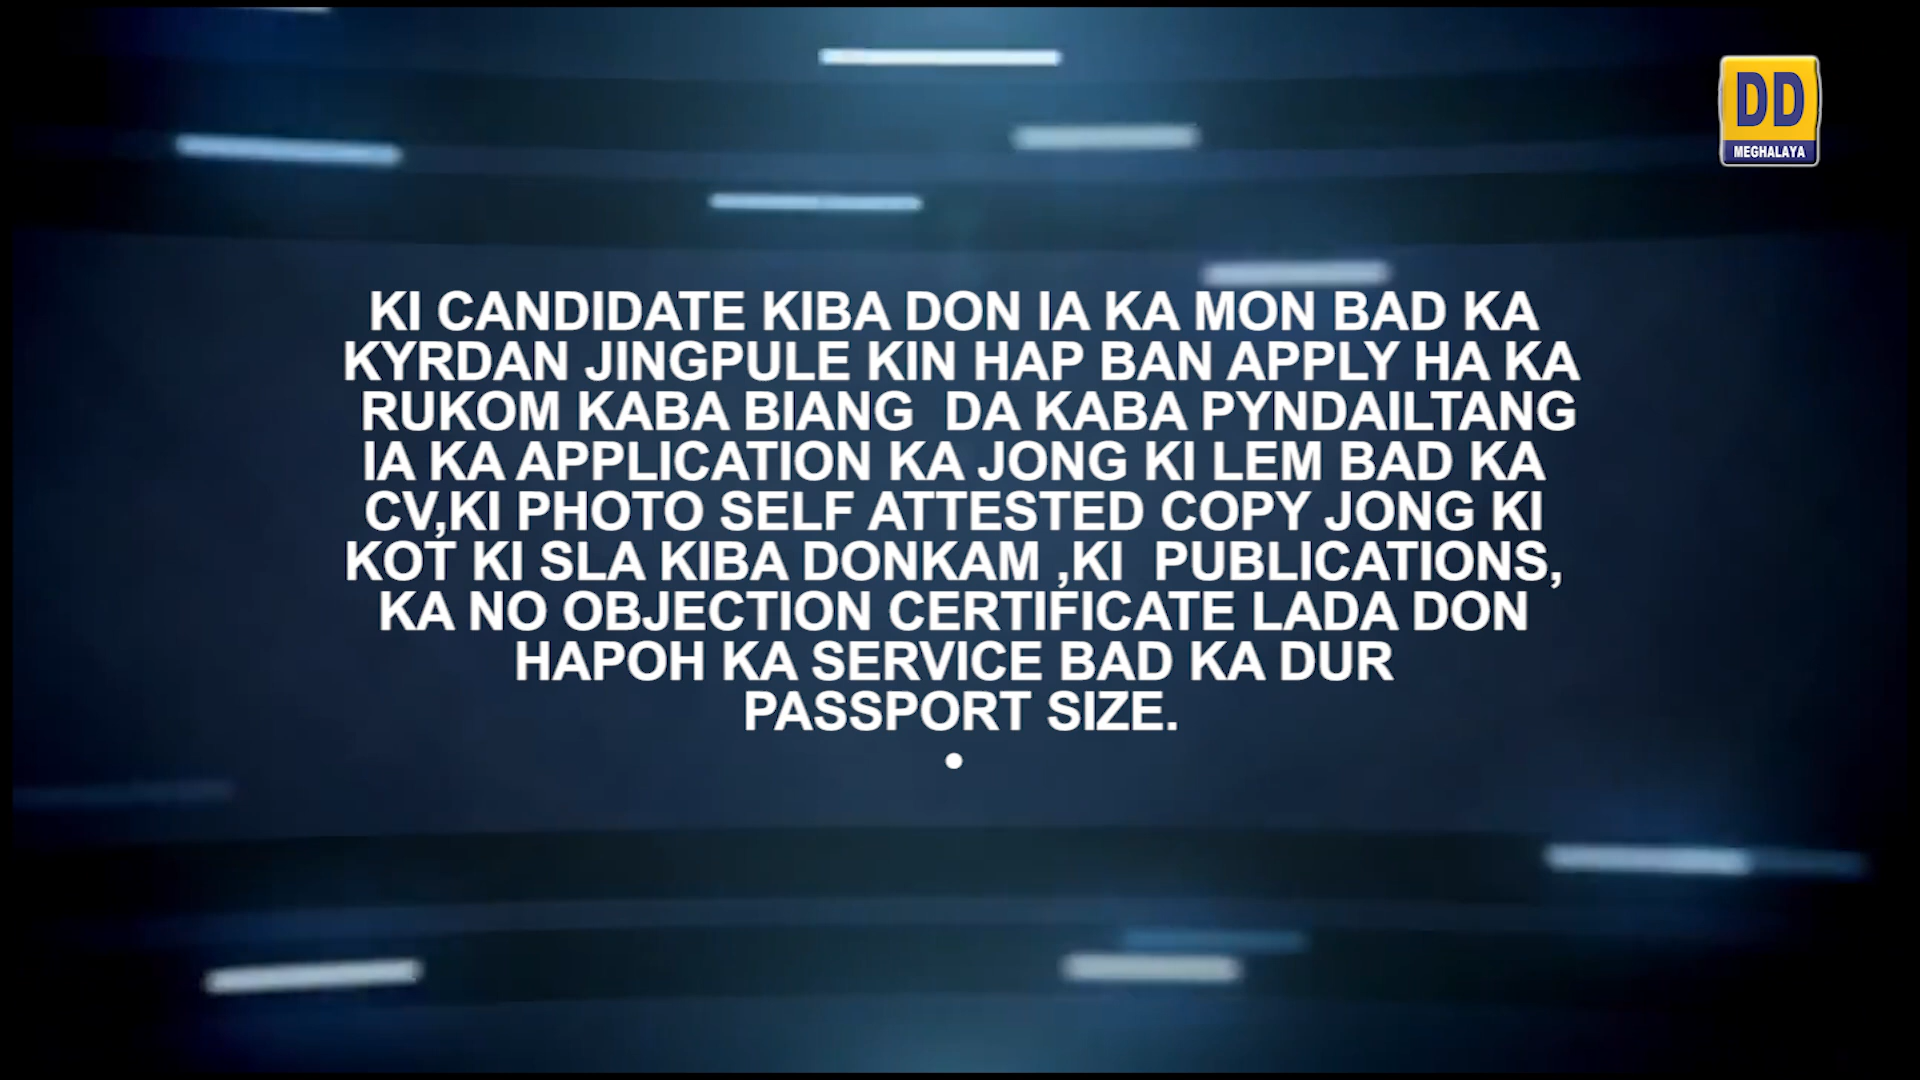 DD
MEGHALAYA
KI CANDIDATE KIBA DON IA KA MON BAD KA
KYRDAN JINGPULE KIN HAP BAN APPLY HA KA
RUKOM KABA BIANG  DA KABA PYNDAILTANG
IA KA APPLICATION KA JONG KI LEM BAD KA
CV,KI PHOTO SELF ATTESTED COPY JONG KI
KOT KI SLA KIBA DONKAM ,KI  PUBLICATIONS,
KA NO OBJECTION CERTIFICATE LADA DON
HAPOH KA SERVICE BAD KA DUR
PASSPORT SIZE.
•